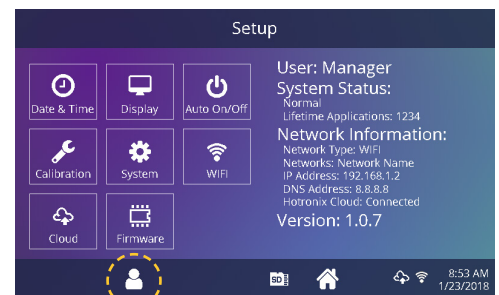 Setup
Date & Time
Display
Auto On/Off
Calibration
System
WIFI
Cloud
Firmware
User: Manager
System Status:
Normal
Lifetime Applications: 1234
Network Information:
Network Type: WIFI
Networks: Network Name
IP Address: 192.168.1.2
DNS Address: 8.8.8.8
Hotronix Cloud: Connected
Version: 1.0.7
SD
8:53 AM
1/23/2018